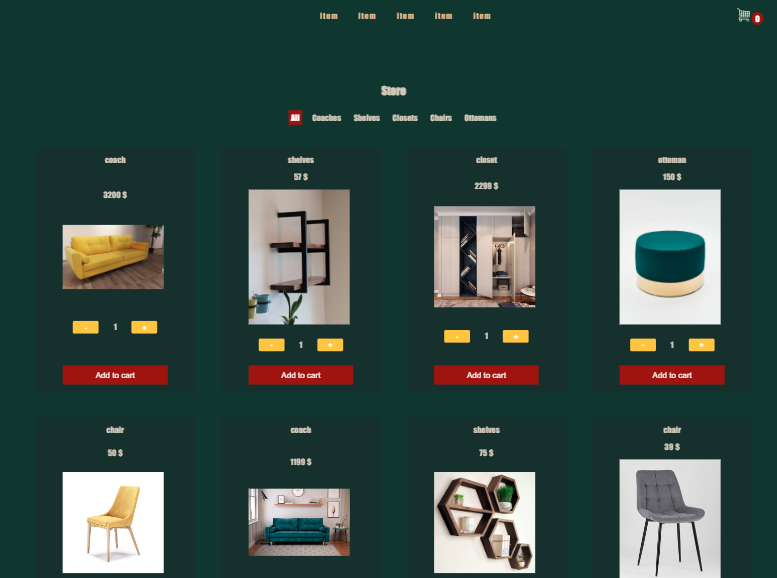 item item item item item 0
Store
All Coaches Shelves Closets Chairs Ottomans
coach shelves closet ottoman
3200 $ 57 $ 2299 $ 150 $
- 1 + - 1 + - 1 + - 1 +
Add to cart Add to cart Add to cart Add to cart
chair coach shelves chair
50 $ 1199 $ 75 $ 39 $